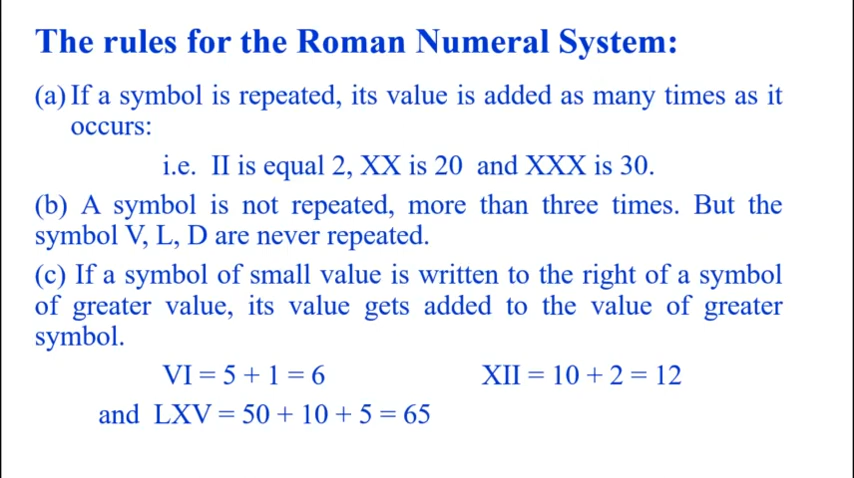 The rules for the Roman Numeral System:
(a) If a symbol is repeated, its value is added as many times as it
occurs:
i.e. II is equal 2, XX is 20 and XXX is 30.
(b) A symbol is not repeated, more than three times. But the
symbol V, L, D are never repeated.
(c) If a symbol of small value is written to the right of a symbol
of greater value, its value gets added to the value of greater
symbol.
VI = 5 + 1 = 6 XII = 10 + 2 = 12
and LXV = 50 + 10 + 5 = 65